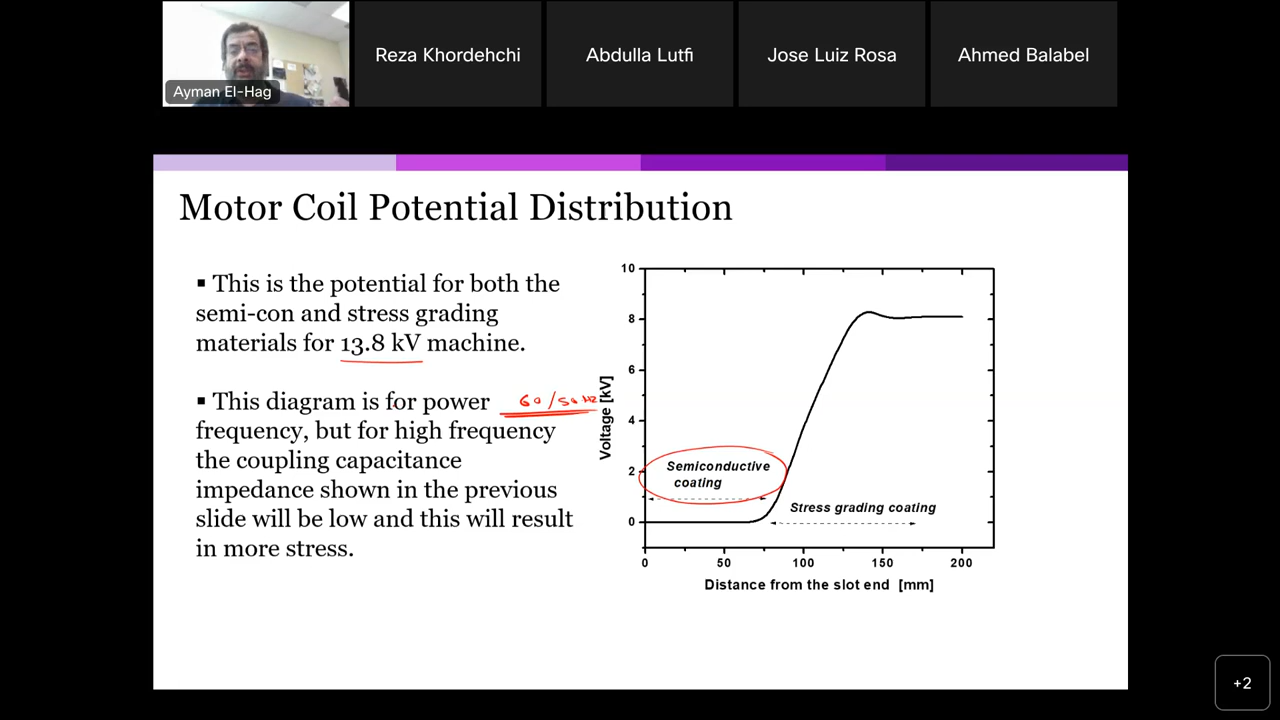 Ayman El-Hag
Reza Khordehchi
Abdulla Lutfi
Jose Luiz Rosa
Ahmed Balabel
Motor Coil Potential Distribution
▪ This is the potential for both the
semi-con and stress grading
materials for 13.8 kV machine.
▪ This diagram is for power
60/50 Hz
frequency, but for high frequency
the coupling capacitance
impedance shown in the previous
slide will be low and this will result
in more stress.
10
8
6
4
2
0
Voltage [kV]
Semiconductive
coating
Stress grading coating
0 50 100 150 200
Distance from the slot end [mm]
+2